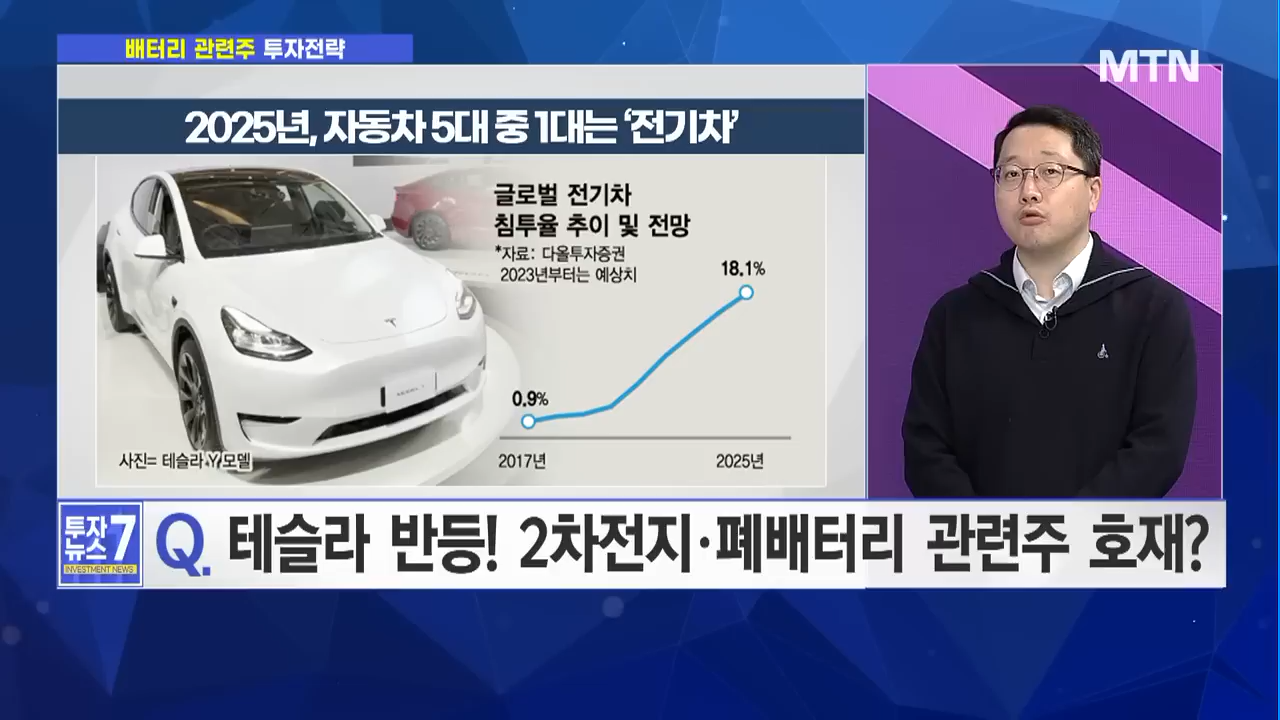 배터리 관련주 투자전략
MTN
2025년, 자동차 5대 중 1대는 ‘전기차’
글로벌 전기차
침투율 추이 및 전망
*자료: 다올투자증권
2023년부터는 예상치
18.1%
0.9%
2017년
2025년
사진= 테슬라 Y 모델
투자
뉴스 7
INVESTMENT NEWS
Q. 테슬라 반등! 2차전지·폐배터리 관련주 호재?